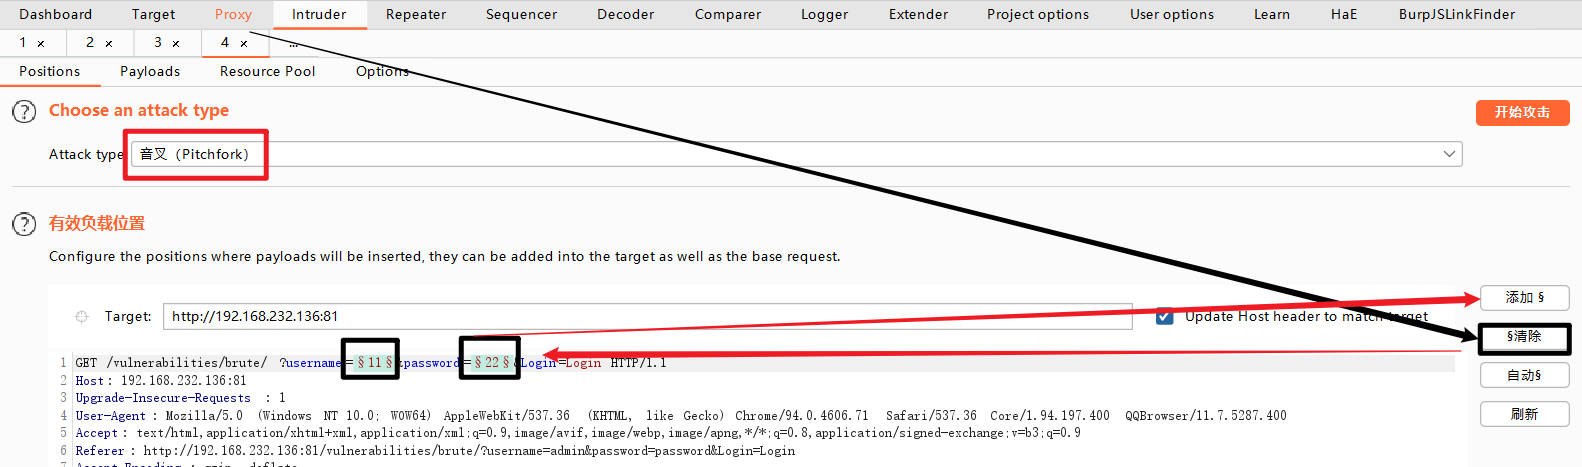 Dashboard Target Proxy Intruder Repeater Sequencer Decoder Comparer Logger Extender Project options User options Learn HaE BurpJSLinkFinder
1 × 2 × 3 × 4 × ...
Positions Payloads Resource Pool Options
? Choose an attack type 开始攻击
Attack type 音叉（Pitchfork）
? 有效负载位置
Configure the positions where payloads will be inserted, they can be added into the target as well as the base request.
添加 §
Target: http://192.168.232.136:81 Update Host header to match target
§清除
1 GET /vulnerabilities/brute/ ?username=§11§&password=§22§&Login=Login HTTP/1.1
自动§
2 Host: 192.168.232.136:81
3 Upgrade-Insecure-Requests : 1
刷新
4 User-Agent: Mozilla/5.0 (Windows NT 10.0; WOW64) AppleWebKit/537.36 (KHTML, like Gecko) Chrome/94.0.4606.71 Safari/537.36 Core/1.94.197.400 QQBrowser/11.7.5287.400
5 Accept: text/html,application/xhtml+xml,application/xml;q=0.9,image/avif,image/webp,image/apng,*/*;q=0.8,application/signed-exchange;v=b3;q=0.9
6 Referer: http://192.168.232.136:81/vulnerabilities/brute/?username=admin&password=password&Login=Login
7 Accept-Encoding: gzip, deflate